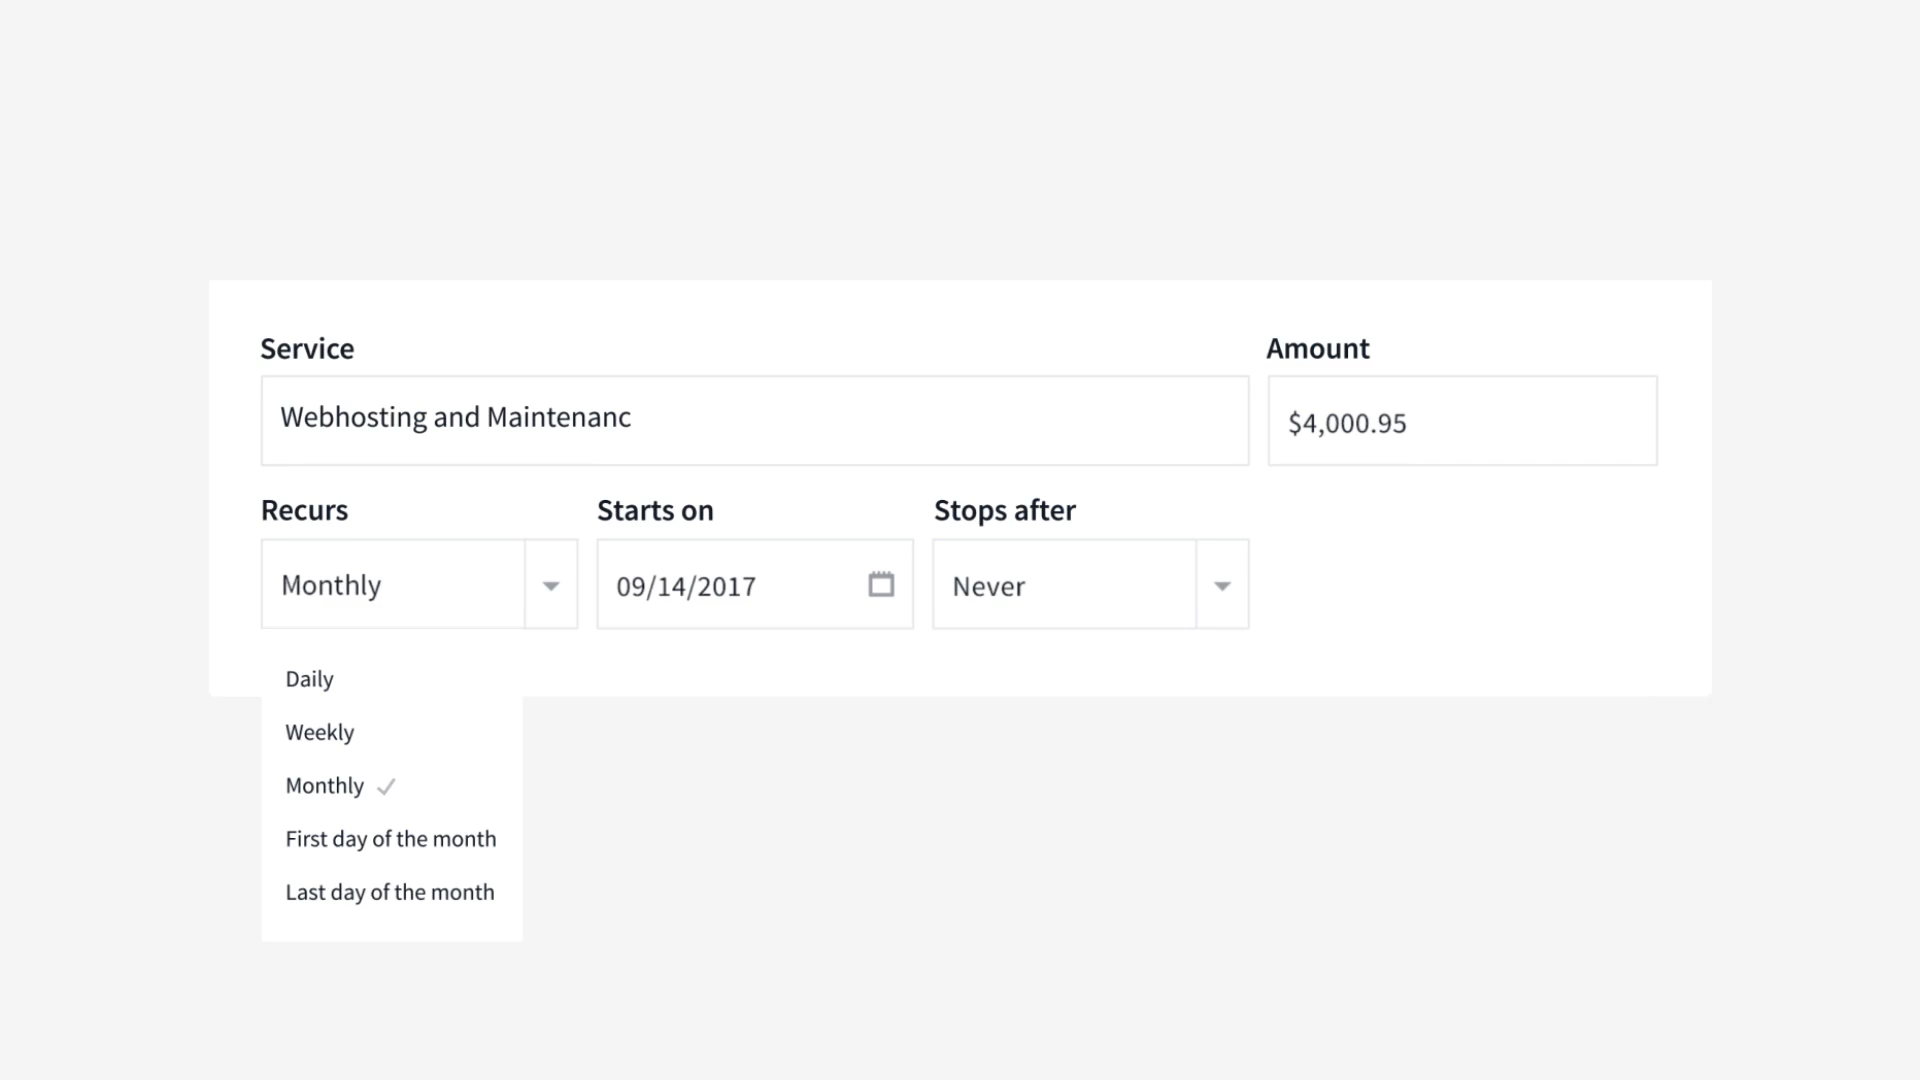 Service
Amount
Webhosting and Maintenanc
$4,000.95
Recurs
Starts on
Stops after
Monthly
09/14/2017
Never
Daily
Weekly
Monthly
First day of the month
Last day of the month